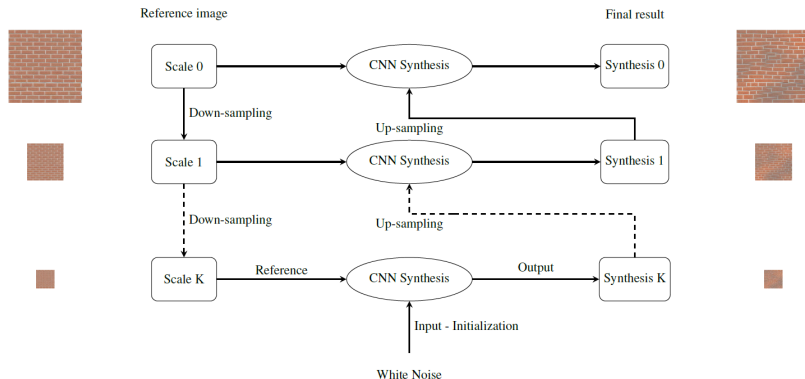 Reference image
Final result
Scale 0
CNN Synthesis
Synthesis 0
Down-sampling
Up-sampling
Scale 1
CNN Synthesis
Synthesis 1
Down-sampling
Up-sampling
Scale K
Reference
CNN Synthesis
Output
Synthesis K
Input - Initialization
White Noise